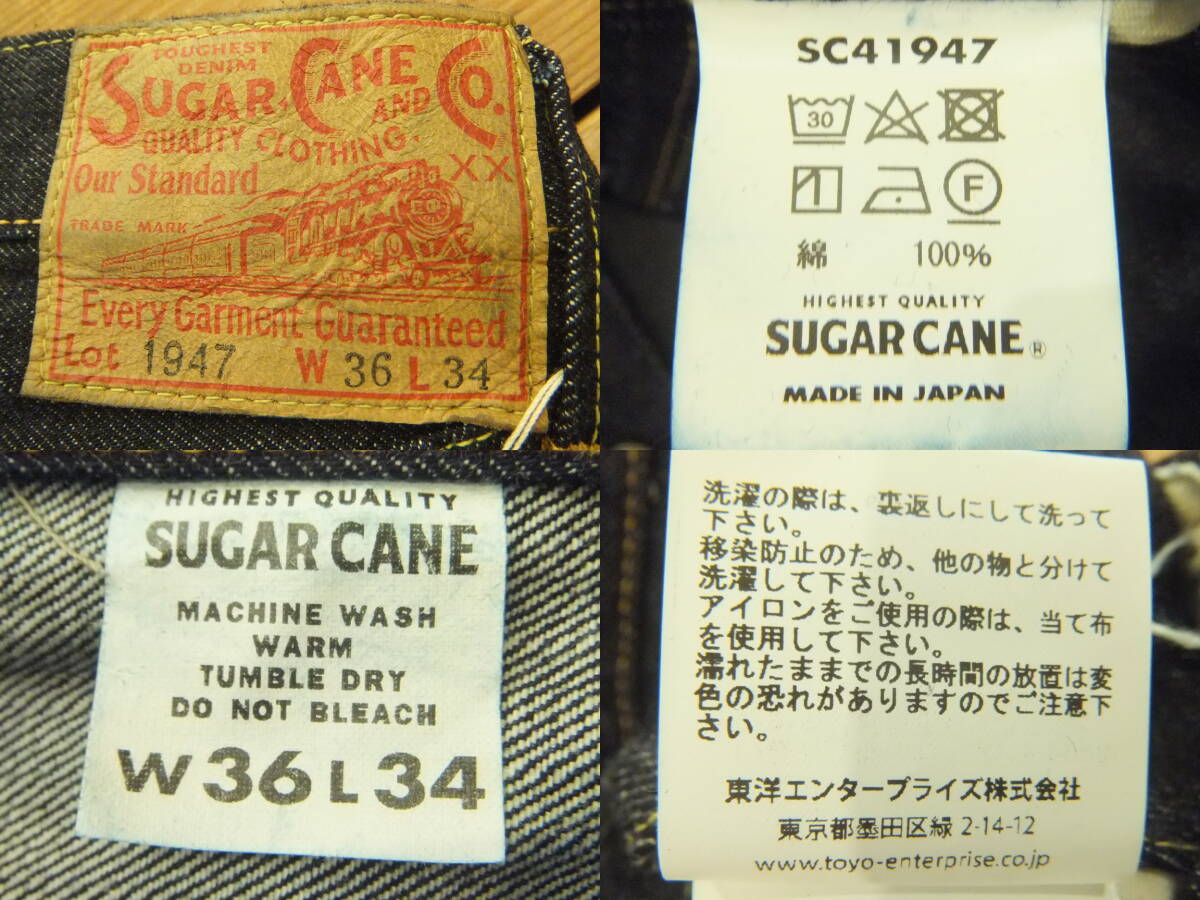 TOUGHEST
DENIM
SUGAR CANE
AND CO.
QUALITY CLOTHING.
XX
Our Standard
TRADE MARK
Every Garment Guaranteed
Lot 1947 W 36 L 34
SC41947
30
F
綿 100%
HIGHEST QUALITY
SUGAR CANE®
MADE IN JAPAN
HIGHEST QUALITY
SUGAR CANE
MACHINE WASH
WARM
TUMBLE DRY
DO NOT BLEACH
W36 L34
洗濯の際は、裏返しにして洗って
下さい。
移染防止のため、他の物と分けて
洗濯して下さい。
アイロンをご使用の際は、当て布
を使用して下さい。
濡れたままでの長時間の放置は変
色の恐れがありますのでご注意下
さい。
東洋エンタープライズ株式会社
東京都墨田区緑 2-14-12
www.toyo-enterprise.co.jp